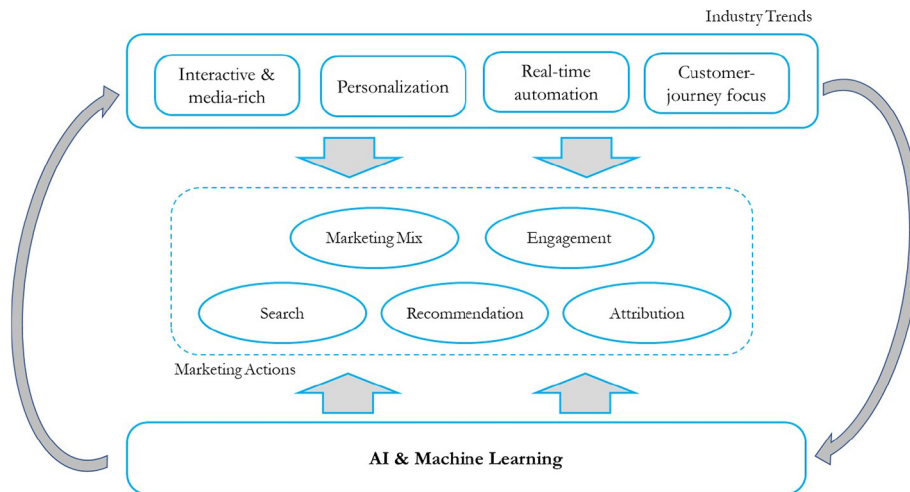 Industry Trends
Interactive &
media-rich
Personalization
Real-time
automation
Customer-
journey focus
Marketing Mix
Engagement
Search
Recommendation
Attribution
Marketing Actions
AI & Machine Learning